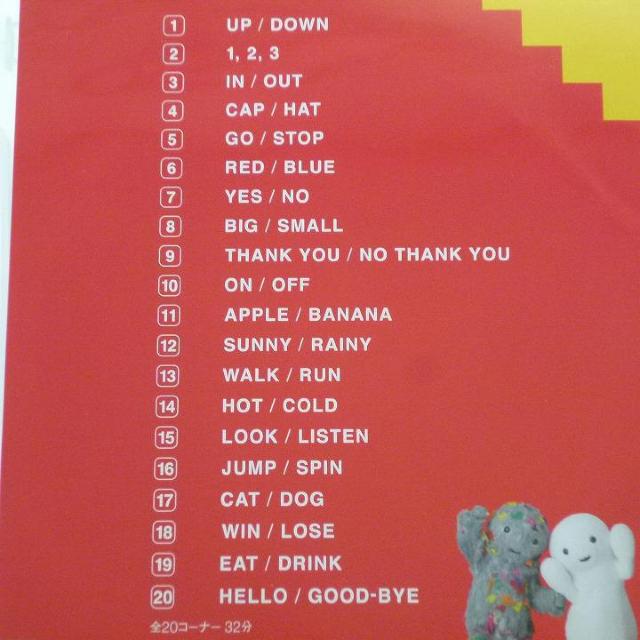 1 UP / DOWN
2 1, 2, 3
3 IN / OUT
4 CAP / HAT
5 GO / STOP
6 RED / BLUE
7 YES / NO
8 BIG / SMALL
9 THANK YOU / NO THANK YOU
10 ON / OFF
11 APPLE / BANANA
12 SUNNY / RAINY
13 WALK / RUN
14 HOT / COLD
15 LOOK / LISTEN
16 JUMP / SPIN
17 CAT / DOG
18 WIN / LOSE
19 EAT / DRINK
20 HELLO / GOOD-BYE
全20コーナー 32分